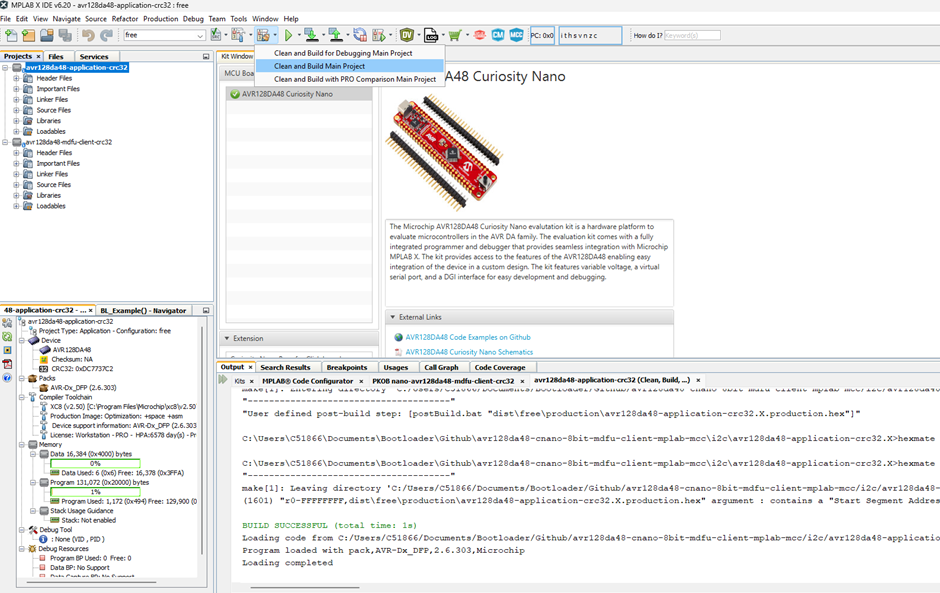 MPLAB X IDE v6.20 - avr128da48-application-crc32 : free
File Edit View Navigate Source Refactor Production Debug Team Tools Window Help
free
DV
LOG
CM
MCC
PC: 0x0
i t h s v n z c
How do I?
Keyword(s)
Projects
Files
Services
avr128da48-application-crc32
Header Files
Important Files
Linker Files
Source Files
Libraries
Loadables
avr128da48-mdfu-client-crc32
Header Files
Important Files
Linker Files
Source Files
Libraries
Loadables
Clean and Build for Debugging Main Project
Clean and Build Main Project
Clean and Build with PRO Comparison Main Project
Kit Window
MCU Boa
AVR128DA48 Curiosity Nano
A48 Curiosity Nano
The Microchip AVR128DA48 Curiosity Nano evalutation kit is a hardware platform to
evaluate microcontrollers in the AVR DA family. The evaluation kit comes with a fully
integrated programmer and debugger that provides seamless integration with Microchip
MPLAB X. The kit provides access to the features of the AVR128DA48 enabling easy
integration of the device in a custom design. The kit features variable voltage, a virtual
serial port, and a DGI interface for easy development and debugging.
External Links
AVR128DA48 Code Examples on Github
AVR128DA48 Curiosity Nano Schematics
Extension
48-application-crc32 - ...
BL_Example() - Navigator
avr128da48-application-crc32
Project Type: Application - Configuration: free
Device
AVR128DA48
Checksum: NA
CRC32: 0xDC7737C2
Packs
AVR-Dx_DFP (2.6.303)
Compiler Toolchain
XC8 (v2.50) [C:\Program Files\Microchip\xc8\v2.50
Production Image: Optimization: +space +asm
Device support information: AVR-Dx_DFP (2.6.303
License: Workstation - PRO - HPA:6578 day(s) - Pr
Memory
Data 16,384 (0x4000) bytes
0%
Data Used: 6 (0x6) Free: 16,378 (0x3FFA)
Program 131,072 (0x20000) bytes
1%
Program Used: 1,172 (0x494) Free: 129,900 (0
Stack Usage Guidance
Stack: Not enabled
Debug Tool
: None (VID , PID )
Debug Resources
Program BP Used: 0 Free: 0
Data BP: No Support
Data Capture BP: No Support
Output
Search Results
Breakpoints
Usages
Call Graph
Code Coverage
Kits
MPLAB® Code Configurator
PKOB nano-avr128da48-mdfu-client-crc32
avr128da48-application-crc32 (Clean, Build, ...)
"-----------------------------------"
"User defined post-build step: [postBuild.bat "dist\free\production\avr128da48-application-crc32.X.production.hex"]"
C:\Users\C51866\Documents\Bootloader\Github\avr128da48-cnano-8bit-mdfu-client-mplab-mcc\i2c\avr128da48-application-crc32.X>hexmate
C:\Users\C51866\Documents\Bootloader\Github\avr128da48-cnano-8bit-mdfu-client-mplab-mcc\i2c\avr128da48-application-crc32.X>hexmate
"-----------------------------------"
make[1]: Leaving directory 'C:/Users/C51866/Documents/Bootloader/Github/avr128da48-cnano-8bit-mdfu-client-mplab-mcc/i2c/avr128da48-
(1601) "r0-FFFFFFFF,dist\free\production\avr128da48-application-crc32.X.production.hex" argument : contains a "Start Segment Addres
BUILD SUCCESSFUL (total time: 1s)
Loading code from C:/Users/C51866/Documents/Bootloader/Github/avr128da48-cnano-8bit-mdfu-client-mplab-mcc/i2c/avr128da48-applicatio
Program loaded with pack,AVR-Dx_DFP,2.6.303,Microchip
Loading completed